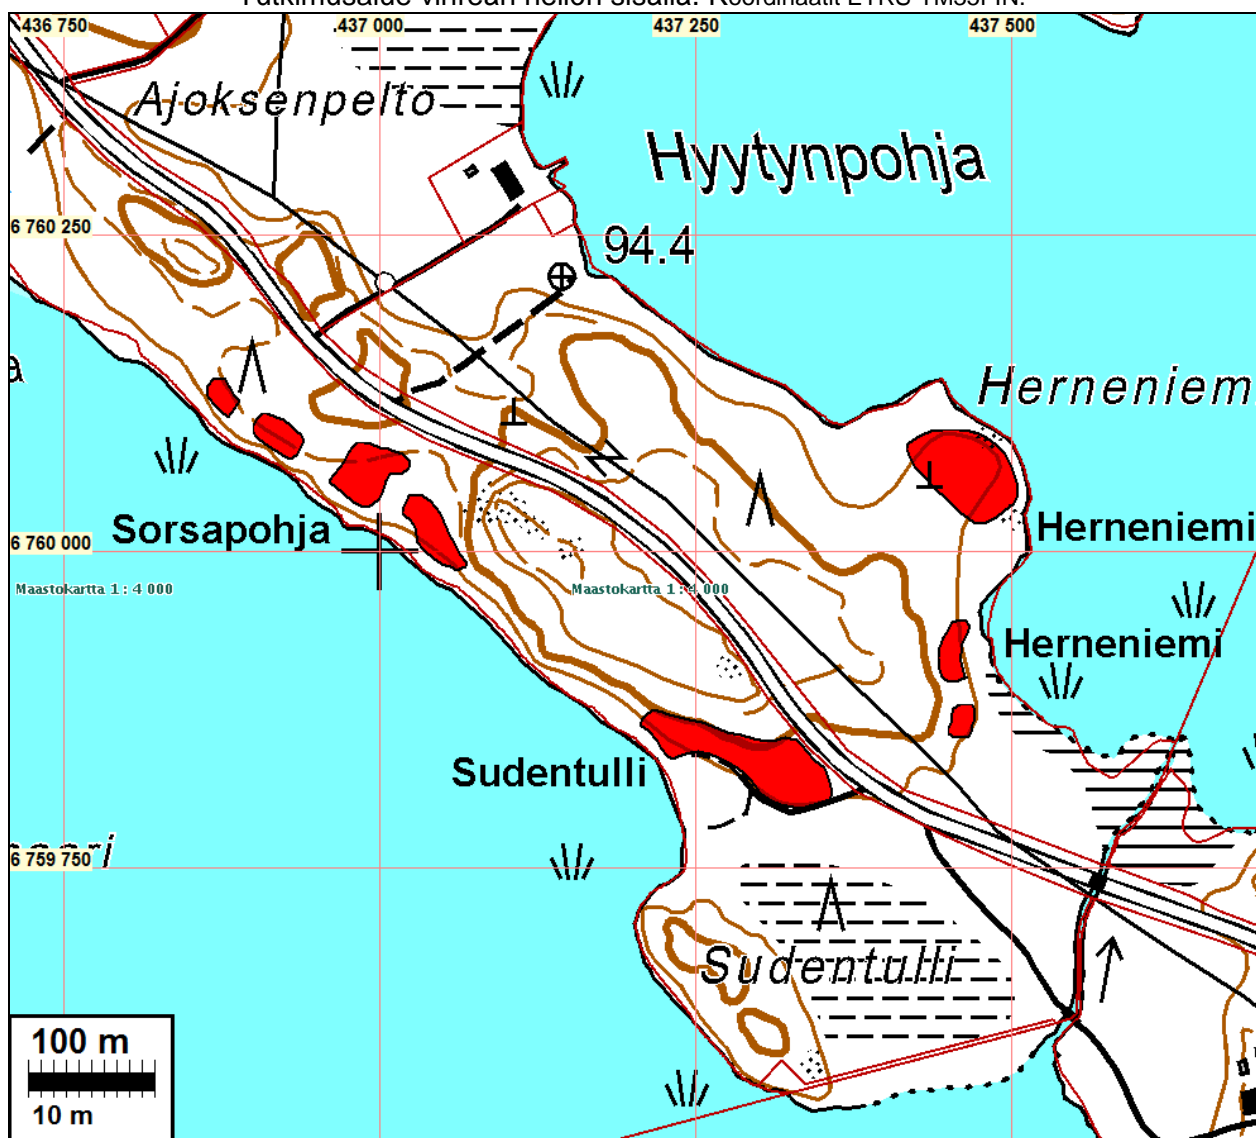 Tutkimusalue vihreän nellön sisällä. Koordinaatit ETRS-TM35FIN.
436 750
437 000
437 250
437 500
Ajoksenpelto
Hyytynpohja
6 760 250
94.4
Herneniem
a
Sorsapohja
Herneniemi
6 760 000
Maastokartta 1 : 4 000
Maastokartta 1 : 4 000
Herneniemi
Sudentulli
6 759 750
ri
Sudentulli
100 m
10 m